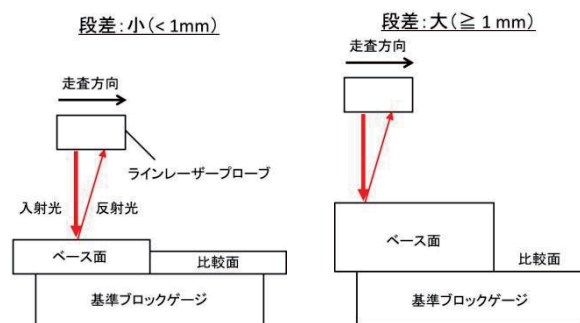 段差：小（< 1mm）
走査方向
ラインレーザープローブ
入射光
反射光
ベース面
比較面
基準ブロックゲージ
段差：大（≧ 1 mm）
走査方向
ベース面
比較面
基準ブロックゲージ